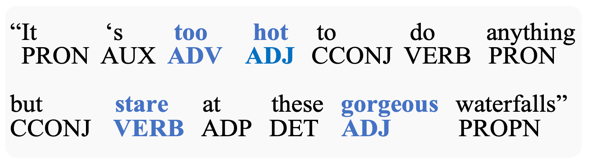 “It ‘s too hot to do anything
PRON AUX ADV ADJ CCONJ VERB PRON
but stare at these gorgeous waterfalls”
CCONJ VERB ADP DET ADJ PROPN